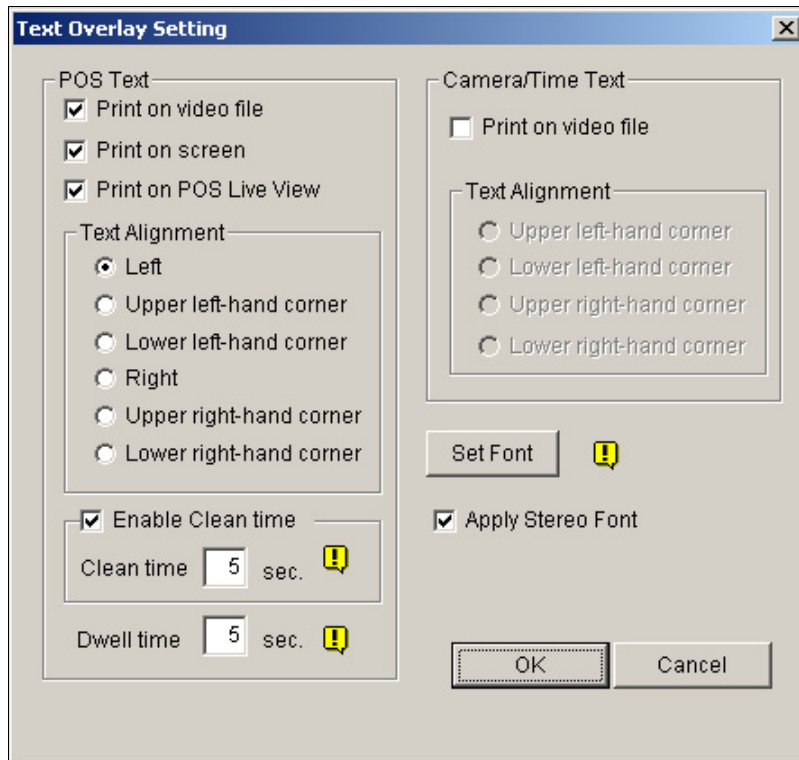 Text Overlay Setting
POS Text
Print on video file
Print on screen
Print on POS Live View
Text Alignment
Left
Upper left-hand corner
Lower left-hand corner
Right
Upper right-hand corner
Lower right-hand corner
Enable Clean time
Clean time 5 sec.
Dwell time 5 sec.
Camera/Time Text
Print on video file
Text Alignment
Upper left-hand corner
Lower left-hand corner
Upper right-hand corner
Lower right-hand corner
Set Font
Apply Stereo Font
OK
Cancel